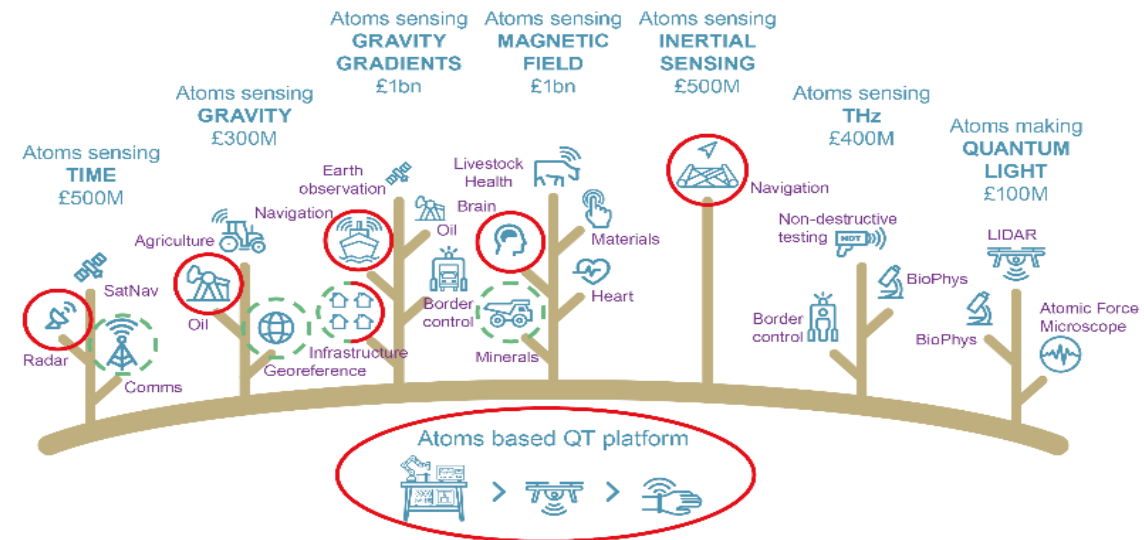 Atoms sensing
TIME
£500M
SatNav
Radar
Comms
Atoms sensing
GRAVITY
£300M
Agriculture
Oil
Georeference
Atoms sensing
GRAVITY
GRADIENTS
£1bn
Earth
observation
Navigation
Oil
Border
control
Infrastructure
Atoms sensing
MAGNETIC
FIELD
£1bn
Livestock
Health
Brain
Materials
Heart
Minerals
Atoms sensing
INERTIAL
SENSING
£500M
Navigation
Atoms sensing
THz
£400M
Non-destructive
testing
NDT
BioPhys
Border
control
Atoms making
QUANTUM
LIGHT
£100M
LIDAR
BioPhys
Atomic Force
Microscope
Atoms based QT platform